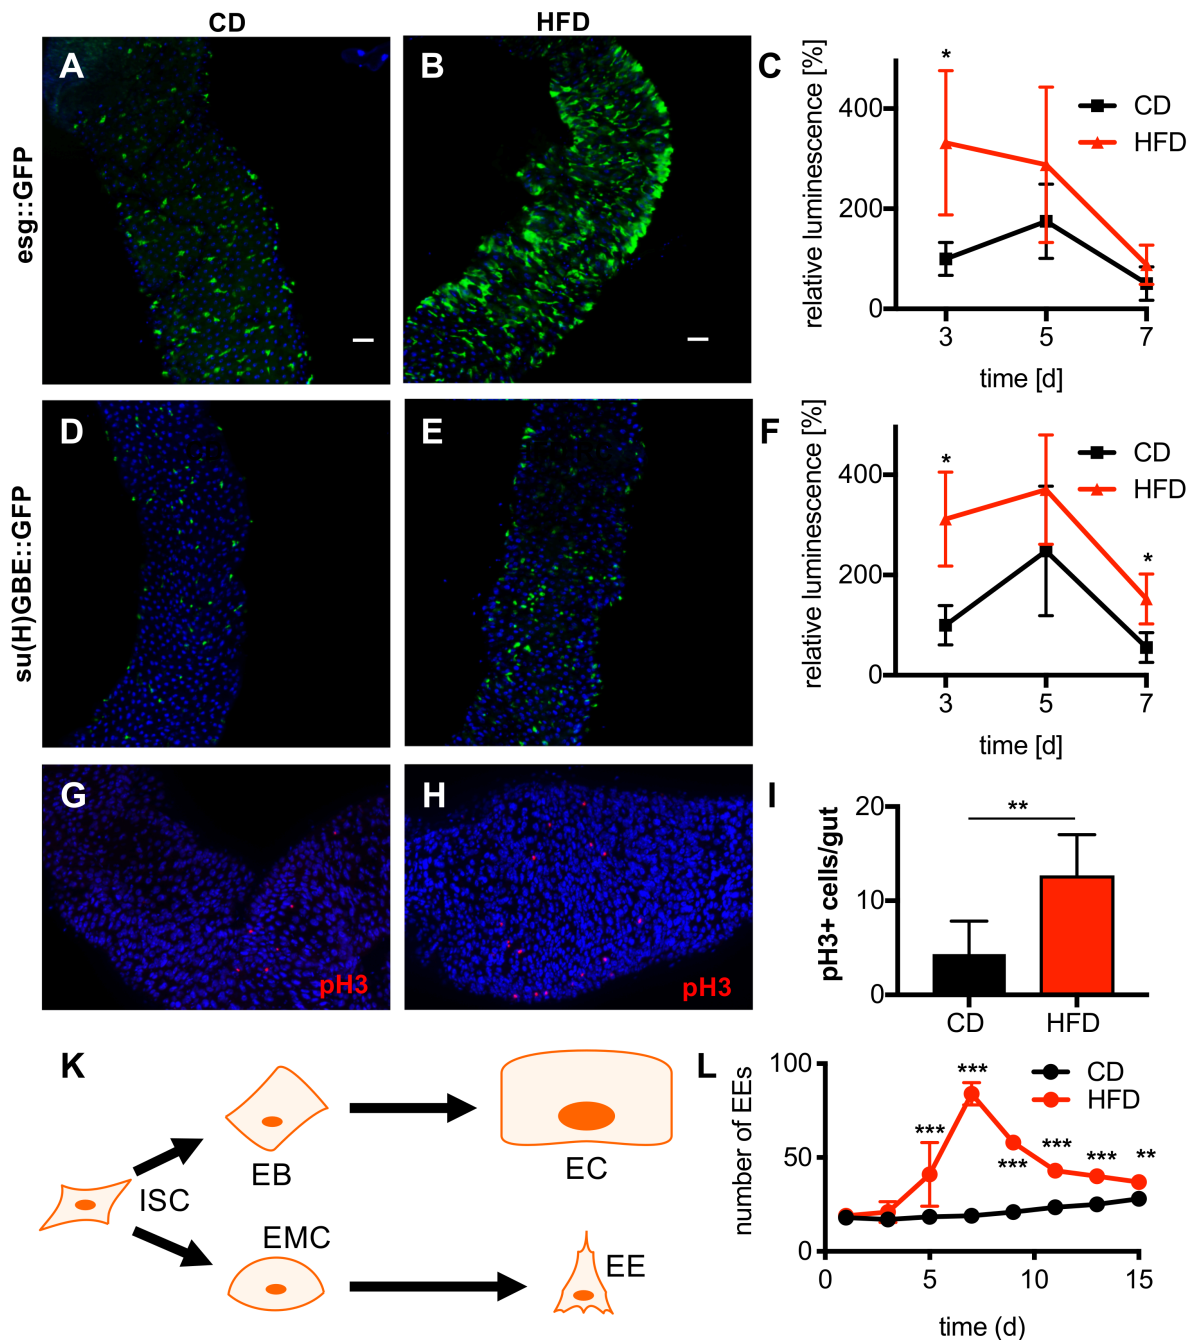 CD
HFD
esg::GFP
A
B
C
relative luminescence [%]
400
200
0
*
CD
HFD
3
5
7
time [d]
su(H)GBE::GFP
D
E
F
relative luminescence [%]
400
200
0
*
*
CD
HFD
3
5
7
time [d]
G
pH3
H
pH3
I
pH3+ cells/gut
20
10
0
**
CD
HFD
K
ISC
EB
EC
EMC
EE
L
number of EEs
100
50
0
CD
HFD
***
***
***
***
***
**
0
5
10
15
time (d)